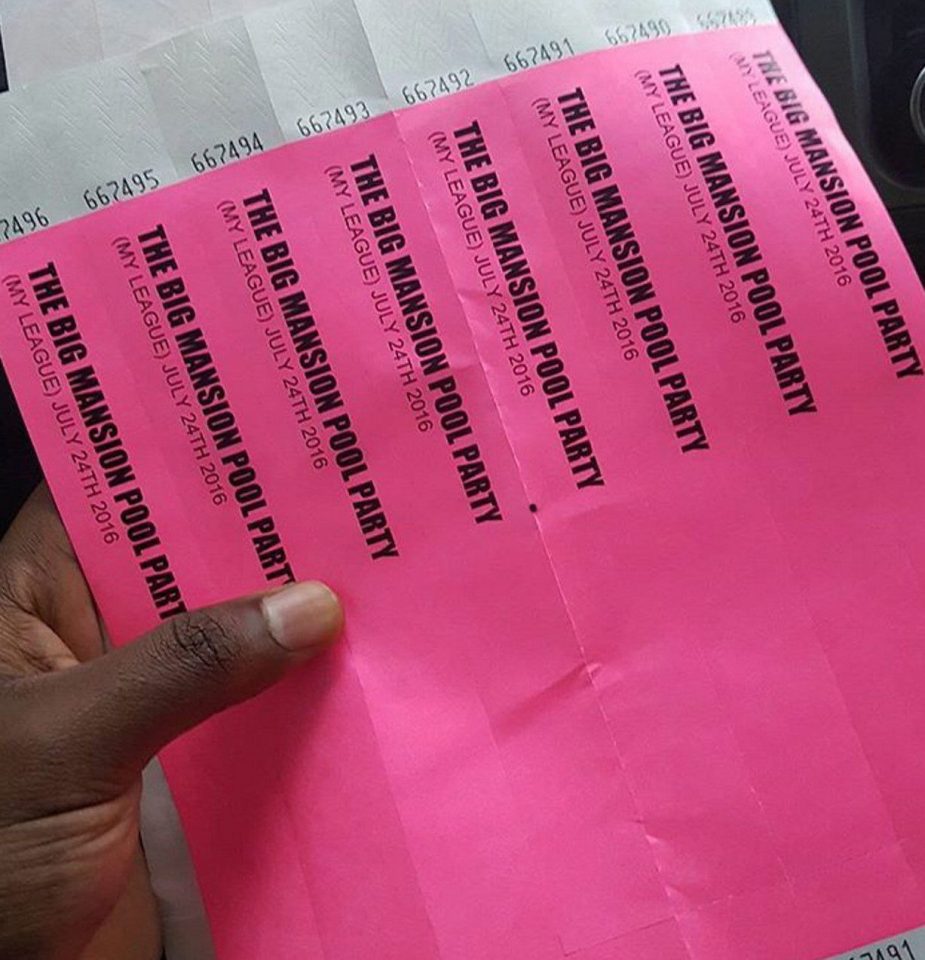 7496
667495
667494
667493
667492
667491
667490
667489
THE BIG MANSION POOL PART
(MY LEAGUE) JULY 24TH 2016
THE BIG MANSION POOL PARTY
(MY LEAGUE) JULY 24TH 2016
THE BIG MANSION POOL PARTY
(MY LEAGUE) JULY 24TH 2016
THE BIG MANSION POOL PARTY
(MY LEAGUE) JULY 24TH 2016
THE BIG MANSION POOL PARTY
(MY LEAGUE) JULY 24TH 2016
THE BIG MANSION POOL PARTY
(MY LEAGUE) JULY 24TH 2016
THE BIG MANSION POOL PARTY
(MY LEAGUE) JULY 24TH 2016
THE BIG MANSION POOL PARTY
(MY LEAGUE) JULY 24TH 2016
7491